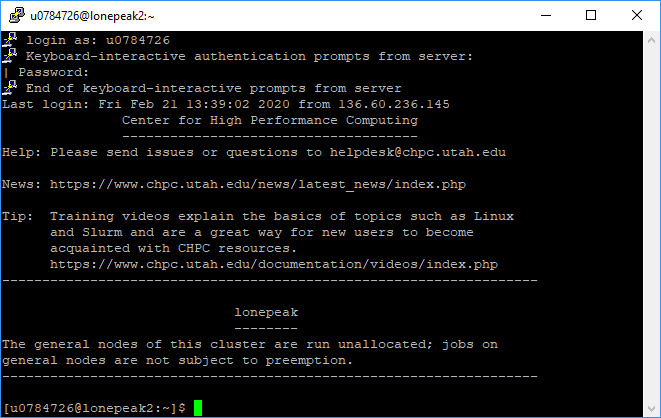 u0784726@lonepeak2:~
login as: u0784726
Keyboard-interactive authentication prompts from server:
| Password:
End of keyboard-interactive prompts from server
Last login: Fri Feb 21 13:39:02 2020 from 136.60.236.145
Center for High Performance Computing
-------------------------------------
Help: Please send issues or questions to helpdesk@chpc.utah.edu
News: https://www.chpc.utah.edu/news/latest_news/index.php
Tip:  Training videos explain the basics of topics such as Linux
and Slurm and are a great way for new users to become
acquainted with CHPC resources.
https://www.chpc.utah.edu/documentation/videos/index.php
-------------------------------------------------------------------
lonepeak
--------
The general nodes of this cluster are run unallocated; jobs on
general nodes are not subject to preemption.
-------------------------------------------------------------------
[u0784726@lonepeak2:~]$